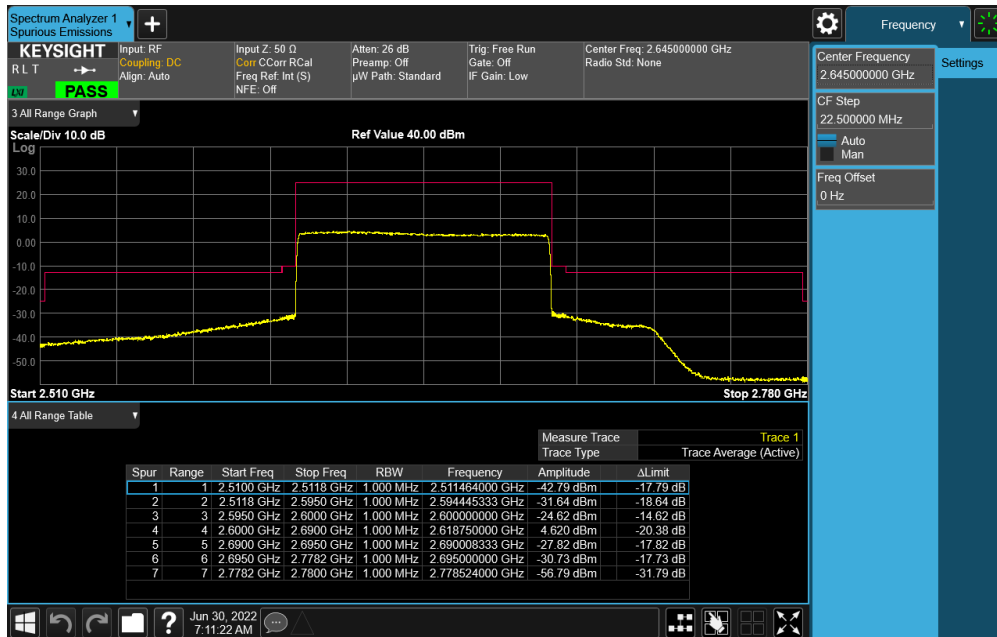 Spectrum Analyzer 1
Spurious Emissions
+
Frequency
KEYSIGHT
R L T
LXI
PASS
Input: RF
Coupling: DC
Align: Auto
Input Z: 50 Ω
Corr CCorr RCal
Freq Ref: Int (S)
NFE: Off
Atten: 26 dB
Preamp: Off
µW Path: Standard
Trig: Free Run
Gate: Off
IF Gain: Low
Center Freq: 2.645000000 GHz
Radio Std: None
Center Frequency
2.645000000 GHz
Settings
CF Step
22.500000 MHz
Auto
Man
Freq Offset
0 Hz
3 All Range Graph
Scale/Div 10.0 dB
Ref Value 40.00 dBm
Log
30.0
20.0
10.0
0.00
-10.0
-20.0
-30.0
-40.0
-50.0
Start 2.510 GHz
Stop 2.780 GHz
4 All Range Table
Measure Trace Trace 1
Trace Type Trace Average (Active)
Spur Range Start Freq Stop Freq RBW Frequency Amplitude ΔLimit
1 1 2.5100 GHz 2.5118 GHz 1.000 MHz 2.511464000 GHz -42.79 dBm -17.79 dB
2 2 2.5118 GHz 2.5950 GHz 1.000 MHz 2.594445333 GHz -31.64 dBm -18.64 dB
3 3 2.5950 GHz 2.6000 GHz 1.000 MHz 2.600000000 GHz -24.62 dBm -14.62 dB
4 4 2.6000 GHz 2.6900 GHz 1.000 MHz 2.618750000 GHz 4.620 dBm -20.38 dB
5 5 2.6900 GHz 2.6950 GHz 1.000 MHz 2.690008333 GHz -27.82 dBm -17.82 dB
6 6 2.6950 GHz 2.7782 GHz 1.000 MHz 2.695000000 GHz -30.73 dBm -17.73 dB
7 7 2.7782 GHz 2.7800 GHz 1.000 MHz 2.778524000 GHz -56.79 dBm -31.79 dB
?
Jun 30, 2022
7:11:22 AM